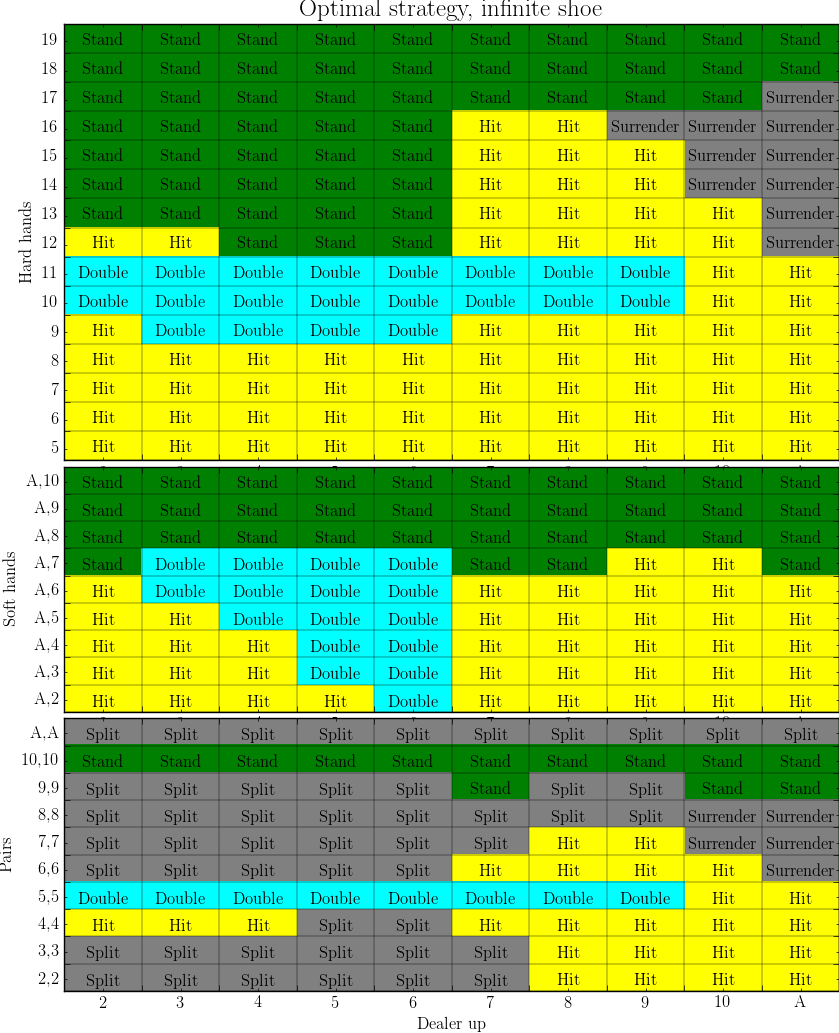 Optimal strategy, infinite shoe
Hard hands
19 Stand Stand Stand Stand Stand Stand Stand Stand Stand Stand
18 Stand Stand Stand Stand Stand Stand Stand Stand Stand Stand
17 Stand Stand Stand Stand Stand Stand Stand Stand Stand Surrender
16 Stand Stand Stand Stand Stand Hit Hit Surrender Surrender Surrender
15 Stand Stand Stand Stand Stand Hit Hit Hit Surrender Surrender
14 Stand Stand Stand Stand Stand Hit Hit Hit Surrender Surrender
13 Stand Stand Stand Stand Stand Hit Hit Hit Hit Surrender
12 Hit Hit Stand Stand Stand Hit Hit Hit Hit Surrender
11 Double Double Double Double Double Double Double Double Hit Hit
10 Double Double Double Double Double Double Double Double Hit Hit
9 Hit Double Double Double Double Hit Hit Hit Hit Hit
8 Hit Hit Hit Hit Hit Hit Hit Hit Hit Hit
7 Hit Hit Hit Hit Hit Hit Hit Hit Hit Hit
6 Hit Hit Hit Hit Hit Hit Hit Hit Hit Hit
5 Hit Hit Hit Hit Hit Hit Hit Hit Hit Hit
Soft hands
A,10 Stand Stand Stand Stand Stand Stand Stand Stand Stand Stand
A,9 Stand Stand Stand Stand Stand Stand Stand Stand Stand Stand
A,8 Stand Stand Stand Stand Stand Stand Stand Stand Stand Stand
A,7 Stand Double Double Double Double Stand Stand Hit Hit Stand
A,6 Hit Double Double Double Double Hit Hit Hit Hit Hit
A,5 Hit Hit Double Double Double Hit Hit Hit Hit Hit
A,4 Hit Hit Hit Double Double Hit Hit Hit Hit Hit
A,3 Hit Hit Hit Double Double Hit Hit Hit Hit Hit
A,2 Hit Hit Hit Hit Double Hit Hit Hit Hit Hit
Pairs
A,A Split Split Split Split Split Split Split Split Split Split
10,10 Stand Stand Stand Stand Stand Stand Stand Stand Stand Stand
9,9 Split Split Split Split Split Stand Split Split Stand Stand
8,8 Split Split Split Split Split Split Split Split Surrender Surrender
7,7 Split Split Split Split Split Split Hit Hit Surrender Surrender
6,6 Split Split Split Split Split Hit Hit Hit Hit Surrender
5,5 Double Double Double Double Double Double Double Double Hit Hit
4,4 Hit Hit Hit Split Split Hit Hit Hit Hit Hit
3,3 Split Split Split Split Split Split Hit Hit Hit Hit
2,2 Split Split Split Split Split Split Hit Hit Hit Hit
2 3 4 5 6 7 8 9 10 A
Dealer up